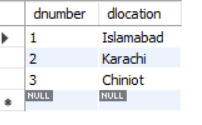 dnumber dlocation
1 Islamabad
2 Karachi
3 Chiniot
NULL NULL